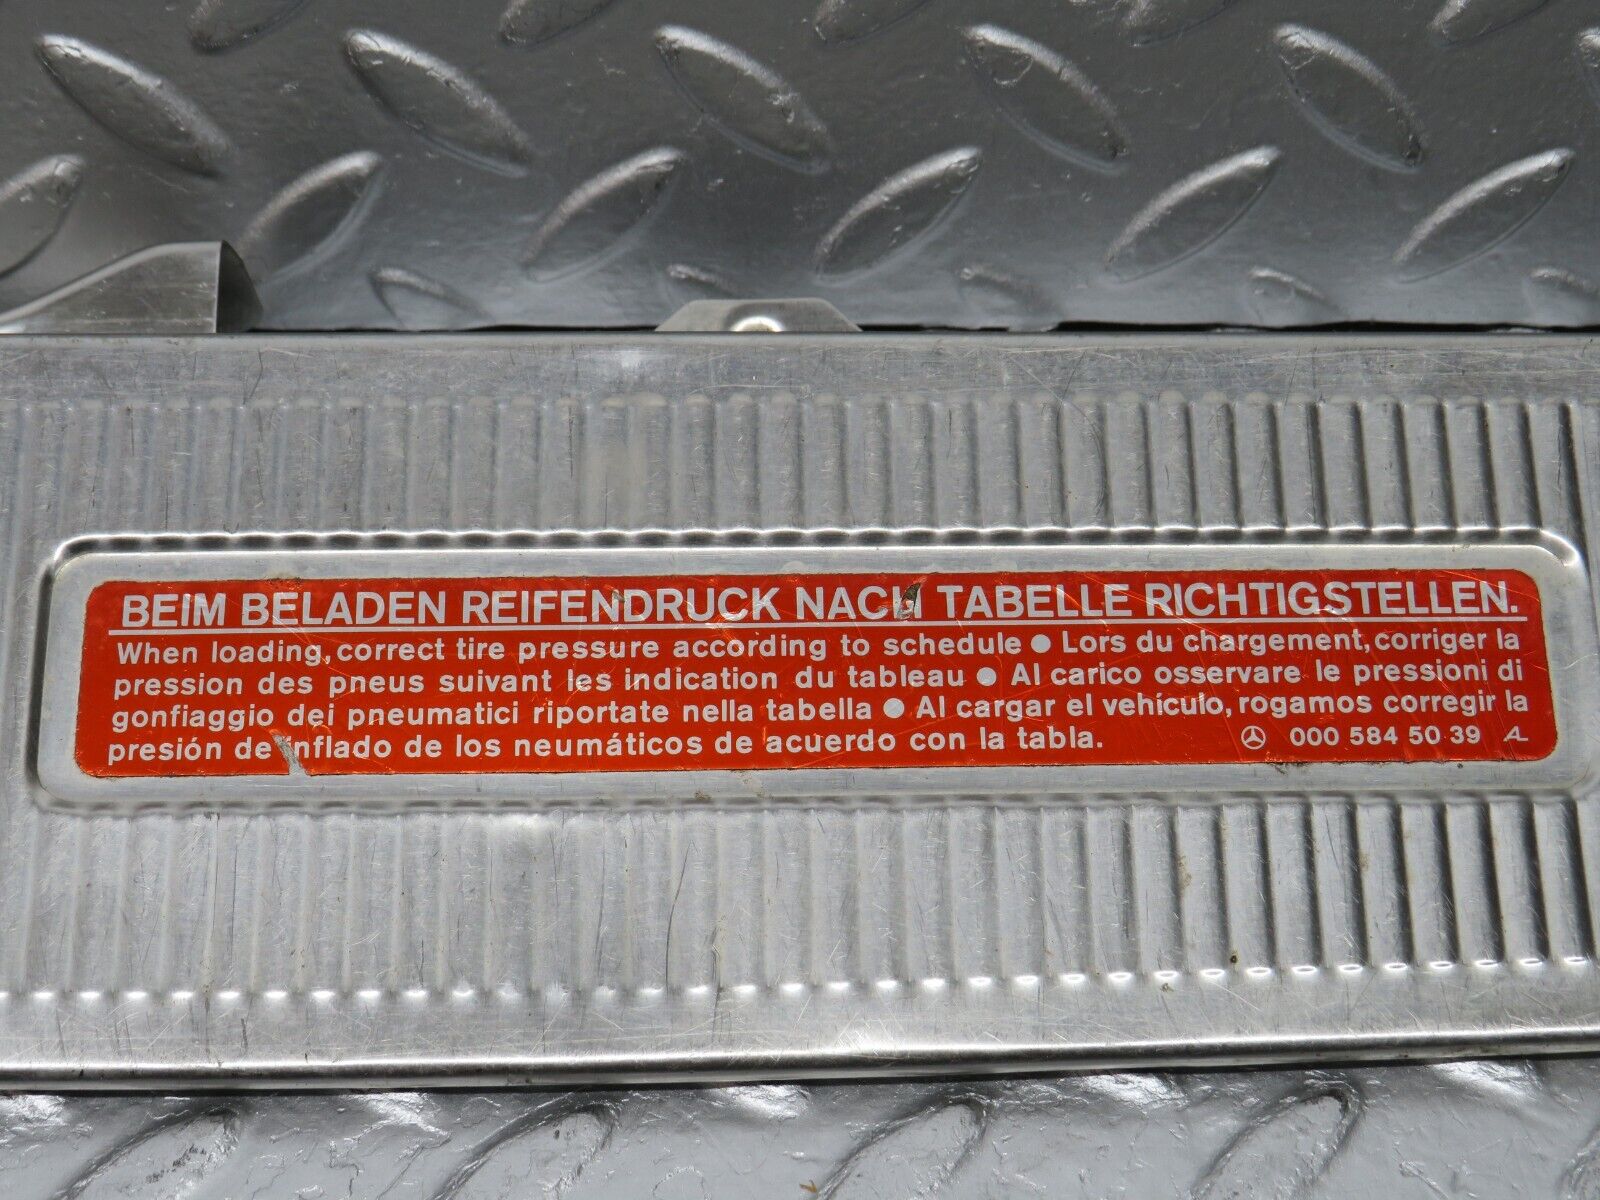 BEIM BELADEN REIFENDRUCK NACH TABELLE RICHTIGSTELLEN.
When loading, correct tire pressure according to schedule ● Lors du chargement, corriger la
pression des pneus suivant les indication du tableau ● Al carico osservare le pressioni di
gonfiaggio dei pneumatici riportate nella tabella ● Al cargar el vehículo, rogamos corregir la
presión de inflado de los neumáticos de acuerdo con la tabla. 000 584 50 39 AL